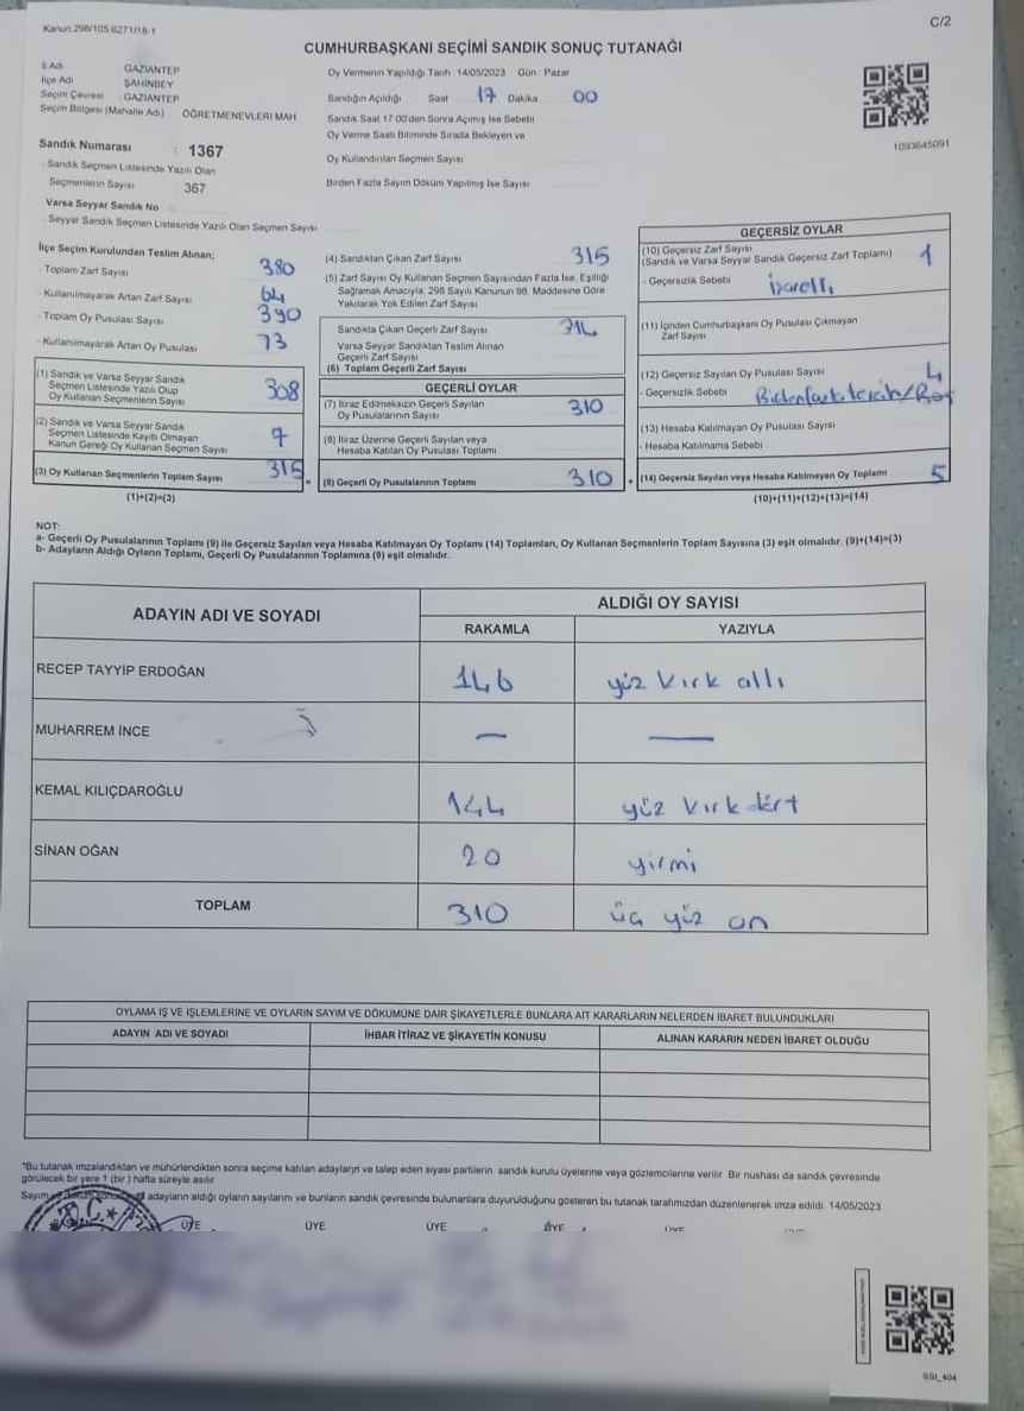 Kanun 298/105 6271/18-1
C/2
CUMHURBAŞKANI SEÇİMİ SANDIK SONUÇ TUTANAĞI
İl Adı GAZİANTEP
İlçe Adı ŞAHİNBEY
Seçim Çevresi GAZİANTEP
Seçim Bölgesi (Mahalle Adı) ÖĞRETMENEVLERİ MAH
Sandık Numarası : 1367
Sandık Seçmen Listesinde Yazılı Olan
Seçmenlerin Sayısı 367
Varsa Seyyar Sandık No
Seyyar Sandık Seçmen Listesinde Yazılı Olan Seçmen Sayısı
Oy Vermenin Yapıldığı Tarih : 14/05/2023 Gün : Pazar
Sandığın Açıldığı Saat 17 Dakika 00
Sandık Saat 17:00'den Sonra Açılmış İse Sebebi
Oy Verme Saati Bitiminde Sırada Bekleyen ve
Oy Kullandırılan Seçmen Sayısı
Birden Fazla Sayım Döküm Yapılmış İse Sayısı
1093645091
İlçe Seçim Kurulundan Teslim Alınan;
- Toplam Zarf Sayısı 380
- Kullanılmayarak Artan Zarf Sayısı 64
- Toplam Oy Pusulası Sayısı 390
- Kullanılmayarak Artan Oy Pusulası 73
(1) Sandık ve Varsa Seyyar Sandık
Seçmen Listesinde Yazılı Olup
Oy Kullanan Seçmenlerin Sayısı 308
(2) Sandık ve Varsa Seyyar Sandık
Seçmen Listesinde Kayıtlı Olmayan
Kanun Gereği Oy Kullanan Seçmen Sayısı 7
(3) Oy Kullanan Seçmenlerin Toplam Sayısı 315
(1)+(2)=(3)
(4) Sandıktan Çıkan Zarf Sayısı 315
(5) Zarf Sayısı Oy Kullanan Seçmen Sayısından Fazla İse, Eşitliği
Sağlamak Amacıyla, 298 Sayılı Kanunun 98. Maddesine Göre
Yakılarak Yok Edilen Zarf Sayısı
Sandıkta Çıkan Geçerli Zarf Sayısı 314
Varsa Seyyar Sandıktan Teslim Alınan
Geçerli Zarf Sayısı
(6) Toplam Geçerli Zarf Sayısı
GEÇERLİ OYLAR
(7) İtiraz Edilmeksizin Geçerli Sayılan
Oy Pusulalarının Sayısı 310
(8) İtiraz Üzerine Geçerli Sayılan veya
Hesaba Katılan Oy Pusulası Toplamı
(9) Geçerli Oy Pusulalarının Toplamı 310
GEÇERSİZ OYLAR
(10) Geçersiz Zarf Sayısı
(Sandık ve Varsa Seyyar Sandık Geçersiz Zarf Toplamı) 1
- Geçersizlik Sebebi
(11) İçinden Cumhurbaşkanı Oy Pusulası Çıkmayan
Zarf Sayısı
(12) Geçersiz Sayılan Oy Pusulası Sayısı 4
- Geçersizlik Sebebi
(13) Hesaba Katılmayan Oy Pusulası Sayısı
- Hesaba Katılmama Sebebi
(14) Geçersiz Sayılan veya Hesaba Katılmayan Oy Toplamı 5
(10)+(11)+(12)+(13)=(14)
NOT:
a- Geçerli Oy Pusulalarının Toplamı (9) ile Geçersiz Sayılan veya Hesaba Katılmayan Oy Toplamı (14) Toplamları, Oy Kullanan Seçmenlerin Toplam Sayısına (3) eşit olmalıdır. (9)+(14)=(3)
b- Adayların Aldığı Oyların Toplamı, Geçerli Oy Pusulalarının Toplamına (9) eşit olmalıdır.
ADAYIN ADI VE SOYADI ALDIĞI OY SAYISI
RAKAMLA YAZIYLA
RECEP TAYYİP ERDOĞAN 146 yüz kırk altı
MUHARREM İNCE — —
KEMAL KILIÇDAROĞLU 144 yüz kırk dört
SİNAN OĞAN 20 yirmi
TOPLAM 310 üç yüz on
OYLAMA İŞ VE İŞLEMLERİNE VE OYLARIN SAYIM VE DÖKÜMÜNE DAİR ŞİKAYETLERLE BUNLARA AİT KARARLARIN NELERDEN İBARET BULUNDUKLARI
ADAYIN ADI VE SOYADI İHBAR İTİRAZ VE ŞİKAYETİN KONUSU ALINAN KARARIN NEDEN İBARET OLDUĞU
*Bu tutanak imzalandıktan ve mühürlendikten sonra seçime katılan adayların ve talep eden siyasi partilerin sandık kurulu üyelerine veya gözlemcilerine verilir. Bir nüshası da sandık çevresinde
görülecek bir yere 1 (bir) hafta süreyle asılır.
Sayım adayların aldığı oyların sayılarını ve bunların sandık çevresinde bulunanlara duyurulduğunu gösteren bu tutanak tarafımızdan düzenlenerek imza edildi. 14/05/2023
T.C.
ÜYE ÜYE ÜYE ÜYE ÜYE
SGI_404